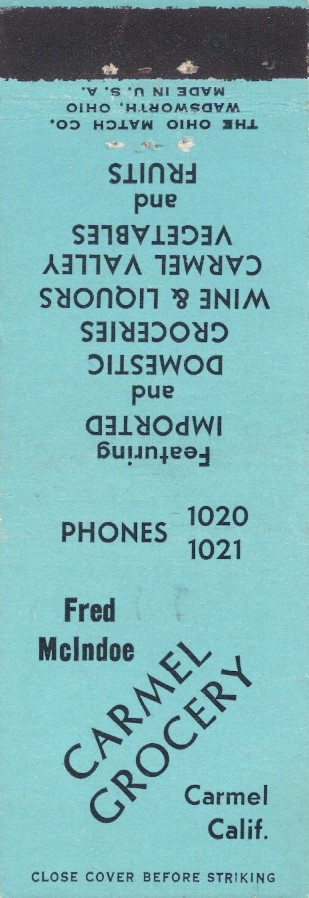 THE OHIO MATCH CO.
WADSWORTH, OHIO
MADE IN U. S. A.
Featuring
IMPORTED
and
DOMESTIC
GROCERIES
WINE & LIQUORS
CARMEL VALLEY
VEGETABLES
and
FRUITS
PHONES 1020
1021
Fred
McIndoe
CARMEL
GROCERY
Carmel
Calif.
CLOSE COVER BEFORE STRIKING